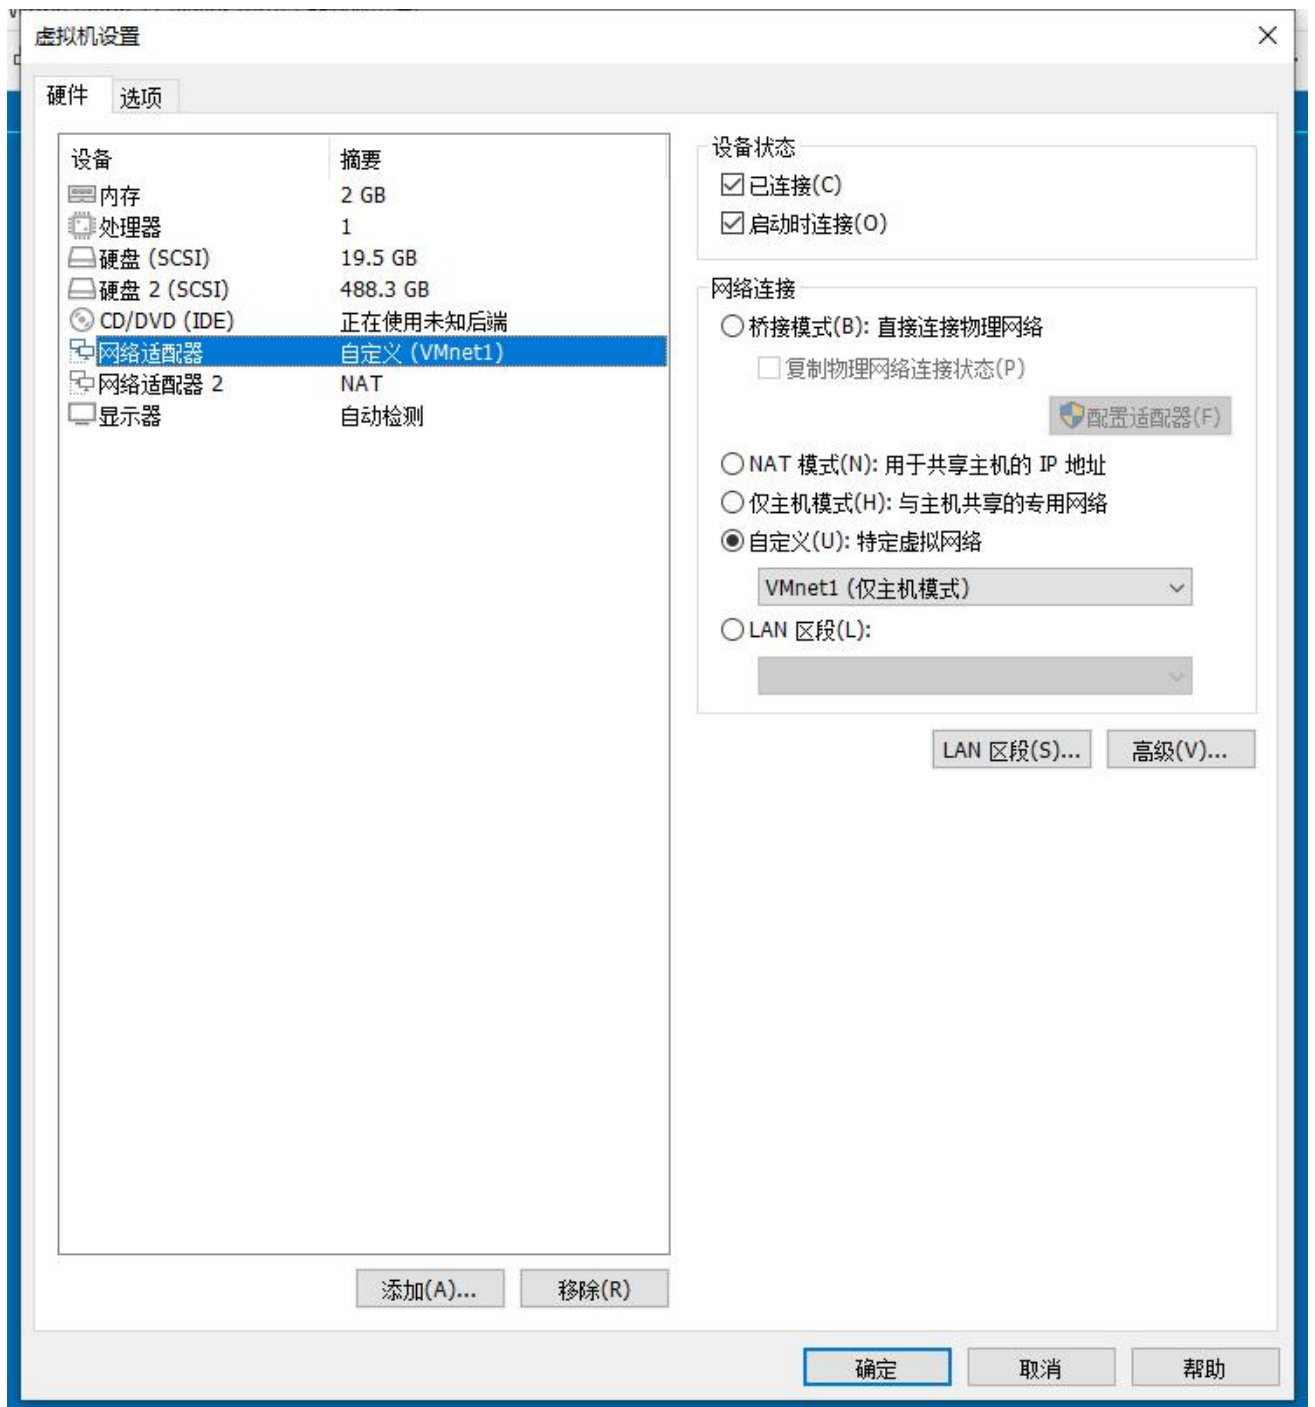 虚拟机设置
硬件
选项
设备 摘要
内存 2 GB
处理器 1
硬盘 (SCSI) 19.5 GB
硬盘 2 (SCSI) 488.3 GB
CD/DVD (IDE) 正在使用未知后端
网络适配器 自定义 (VMnet1)
网络适配器 2 NAT
显示器 自动检测
添加(A)...
移除(R)
设备状态
已连接(C)
启动时连接(O)
网络连接
桥接模式(B): 直接连接物理网络
复制物理网络连接状态(P)
配置适配器(F)
NAT 模式(N): 用于共享主机的 IP 地址
仅主机模式(H): 与主机共享的专用网络
自定义(U): 特定虚拟网络
VMnet1 (仅主机模式)
LAN 区段(L):
LAN 区段(S)...
高级(V)...
确定
取消
帮助